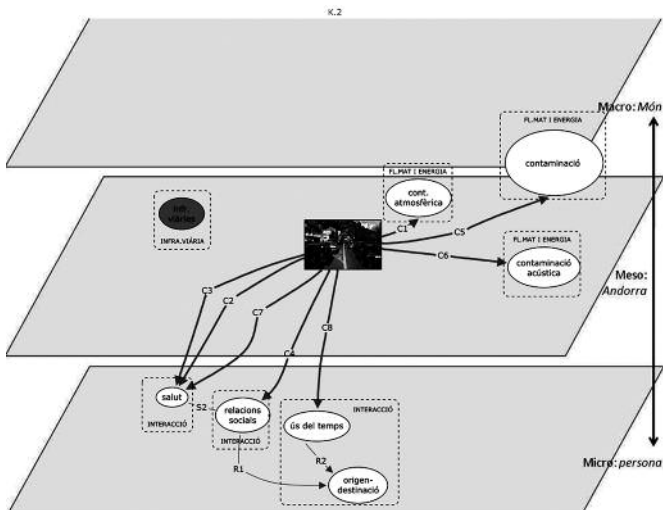 K.2
Macro: Món
FL.MAT I ENERGIA
contaminació
FL.MAT I ENERGIA
cont.
atmosfèrica
infr.
viàries
INFRA.VIÀRIA
C1
C5
C6
FL.MAT I ENERGIA
contaminació
acústica
Meso:
Andorra
C3
C2
C7
C4
C8
salut
INTERACCIÓ
S2
relacions
socials
INTERACCIÓ
INTERACCIÓ
ús del temps
R1
R2
origen-
destinació
Micro: persona